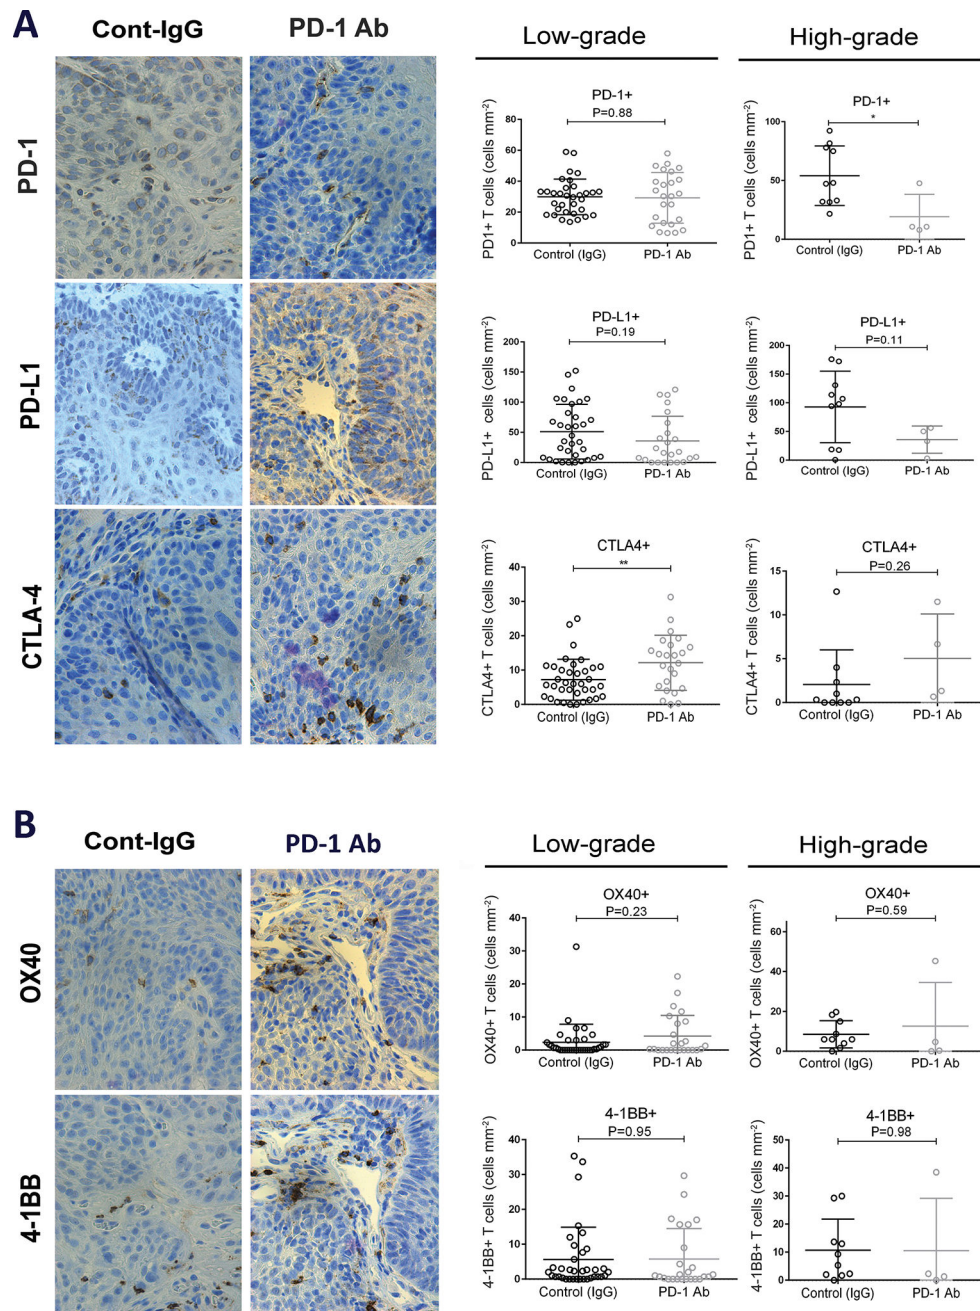 A
Cont-IgG
PD-1 Ab
Low-grade
High-grade
PD-1
PD-1+
P=0.88
PD1+ T cells (cells mm-2)
80
60
40
20
0
Control (IgG)
PD-1 Ab
PD-1+
*
PD1+ T cells (cells mm-2)
100
50
0
Control (IgG)
PD-1 Ab
PD-L1
PD-L1+
P=0.19
PD-L1+ cells (cells mm-2)
200
150
100
50
0
Control (IgG)
PD-1 Ab
PD-L1+
P=0.11
PD-L1+ cells (cells mm-2)
200
150
100
50
0
Control (IgG)
PD-1 Ab
CTLA-4
CTLA4+
**
CTLA4+ T cells (cells mm-2)
40
30
20
10
0
Control (IgG)
PD-1 Ab
CTLA4+
P=0.26
CTLA4+ T cells (cells mm-2)
15
10
5
0
Control (IgG)
PD-1 Ab
B
Cont-IgG
PD-1 Ab
Low-grade
High-grade
OX40
OX40+
P=0.23
OX40+ T cells (cells mm-2)
40
30
20
10
0
Control (IgG)
PD-1 Ab
OX40+
P=0.59
OX40+ T cells (cells mm-2)
60
40
20
0
Control (IgG)
PD-1 Ab
4-1BB
4-1BB+
P=0.95
4-1BB+ T cells (cells mm-2)
40
30
20
10
0
Control (IgG)
PD-1 Ab
4-1BB+
P=0.98
4-1BB+ T cells (cells mm-2)
50
40
30
20
10
0
Control (IgG)
PD-1 Ab